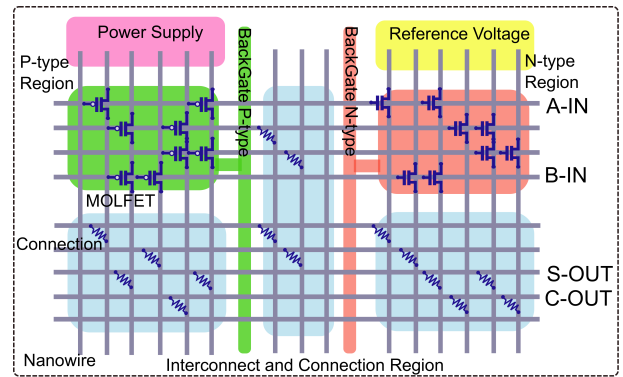 Power Supply
Reference Voltage
P-type
Region
BackGate P-type
BackGate N-type
N-type
Region
A-IN
B-IN
MOLFET
Connection
S-OUT
C-OUT
Nanowire
Interconnect and Connection Region